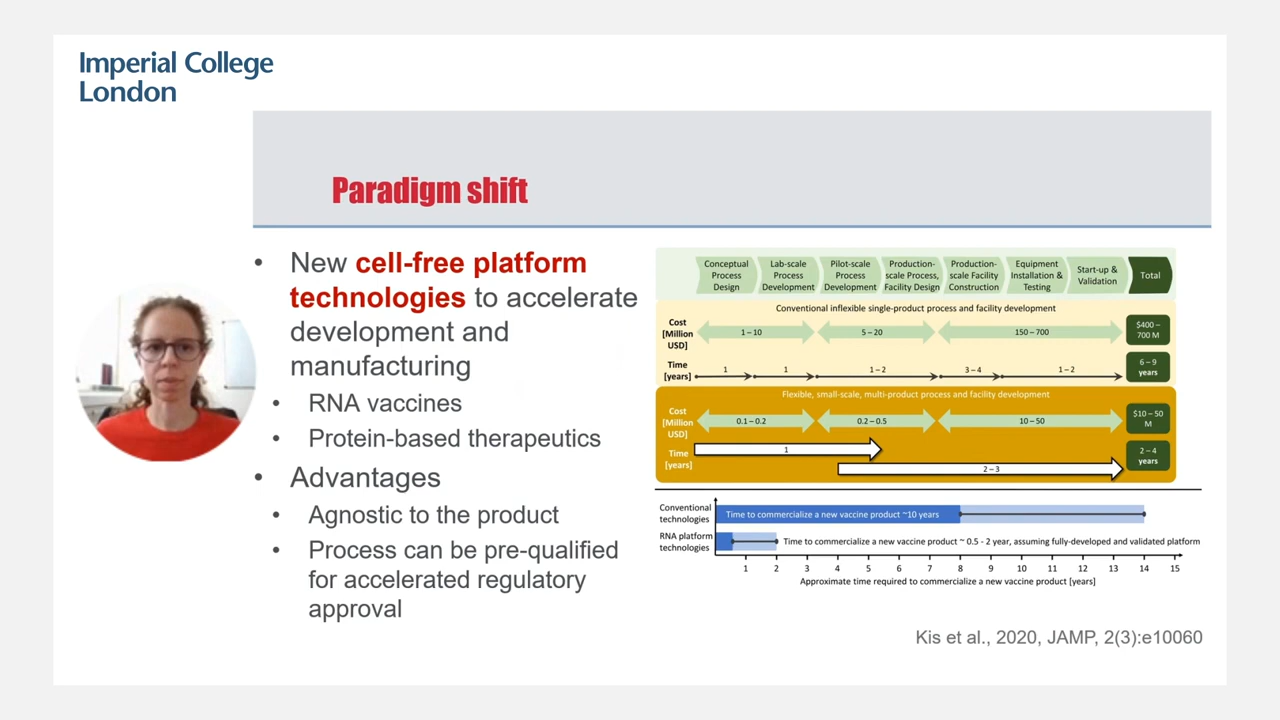 Imperial College
London
Paradigm shift
• New cell-free platform
technologies to accelerate
development and
manufacturing
• RNA vaccines
• Protein-based therapeutics
• Advantages
• Agnostic to the product
• Process can be pre-qualified
for accelerated regulatory
approval
Conceptual
Process
Design
Lab-scale
Process
Development
Pilot-scale
Process
Development
Production-
scale Process,
Facility Design
Production-
scale Facility
Construction
Equipment
Installation &
Testing
Start-up &
Validation
Total
Conventional inflexible single-product process and facility development
Cost
[Million
USD]
1 – 10
5 – 20
150 – 700
$400 –
700 M
Time
[years]
1
1
1 – 2
3 – 4
1 – 2
6 – 9
years
Flexible, small-scale, multi-product process and facility development
Cost
[Million
USD]
0.1 – 0.2
0.2 – 0.5
10 – 50
$10 – 50
M
Time
[years]
1
2 – 3
2 – 4
years
Conventional
technologies
Time to commercialize a new vaccine product ~10 years
RNA platform
technologies
Time to commercialize a new vaccine product ~ 0.5 - 2 year, assuming fully-developed and validated platform
1 2 3 4 5 6 7 8 9 10 11 12 13 14 15
Approximate time required to commercialize a new vaccine product [years]
Kis et al., 2020, JAMP, 2(3):e10060